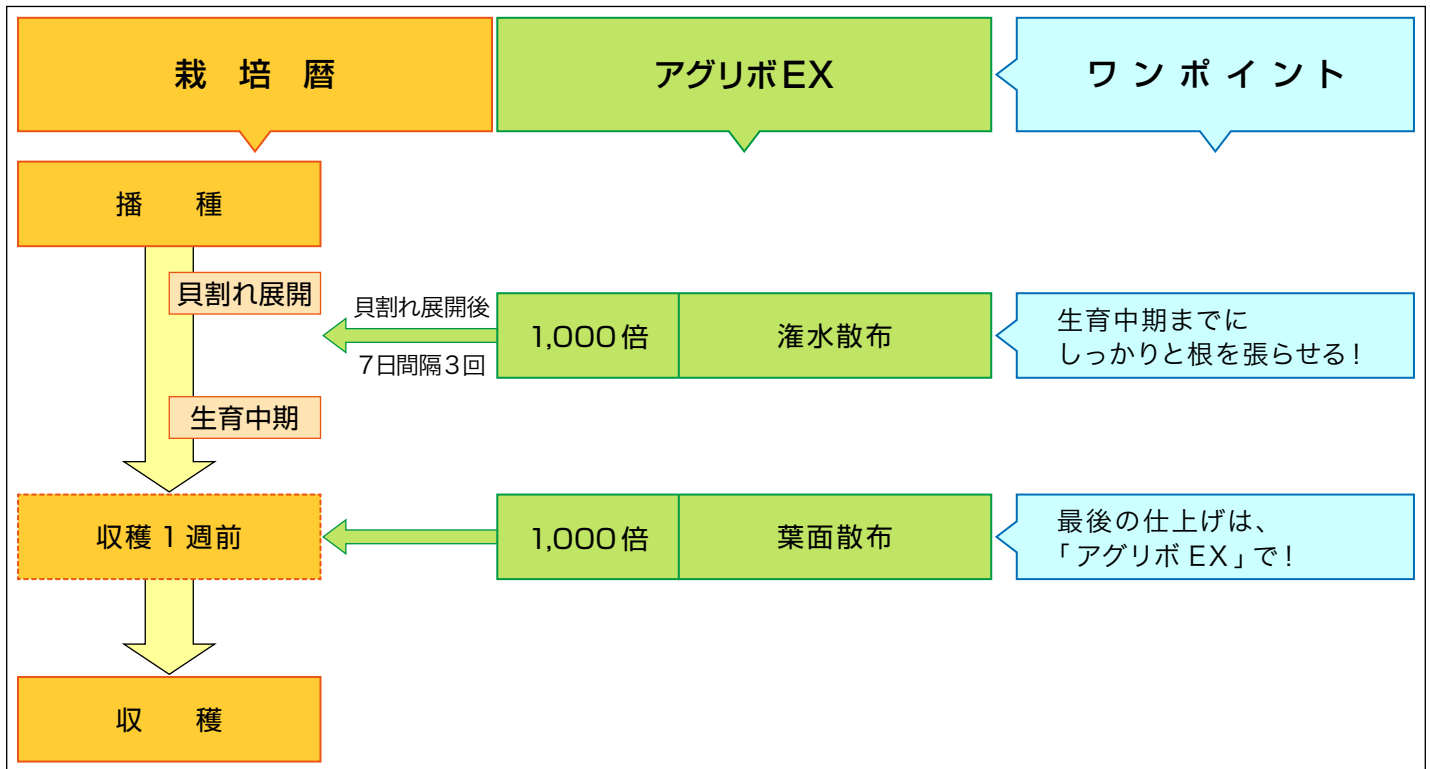 栽培暦
アグリボEX
ワンポイント
播種
貝割れ展開
貝割れ展開後
7日間隔3回
1,000倍
潅水散布
生育中期までに
しっかりと根を張らせる！
生育中期
収穫1週前
1,000倍
葉面散布
最後の仕上げは、
「アグリボEX」で！
収穫